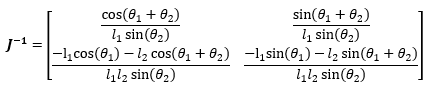 J⁻¹ = [ cos(θ₁ + θ₂) / l₁ sin(θ₂)    sin(θ₁ + θ₂) / l₁ sin(θ₂)
−l₁cos(θ₁) − l₂ cos(θ₁ + θ₂) / l₁l₂ sin(θ₂)    −l₁sin(θ₁) − l₂ sin(θ₁ + θ₂) / l₁l₂ sin(θ₂) ]